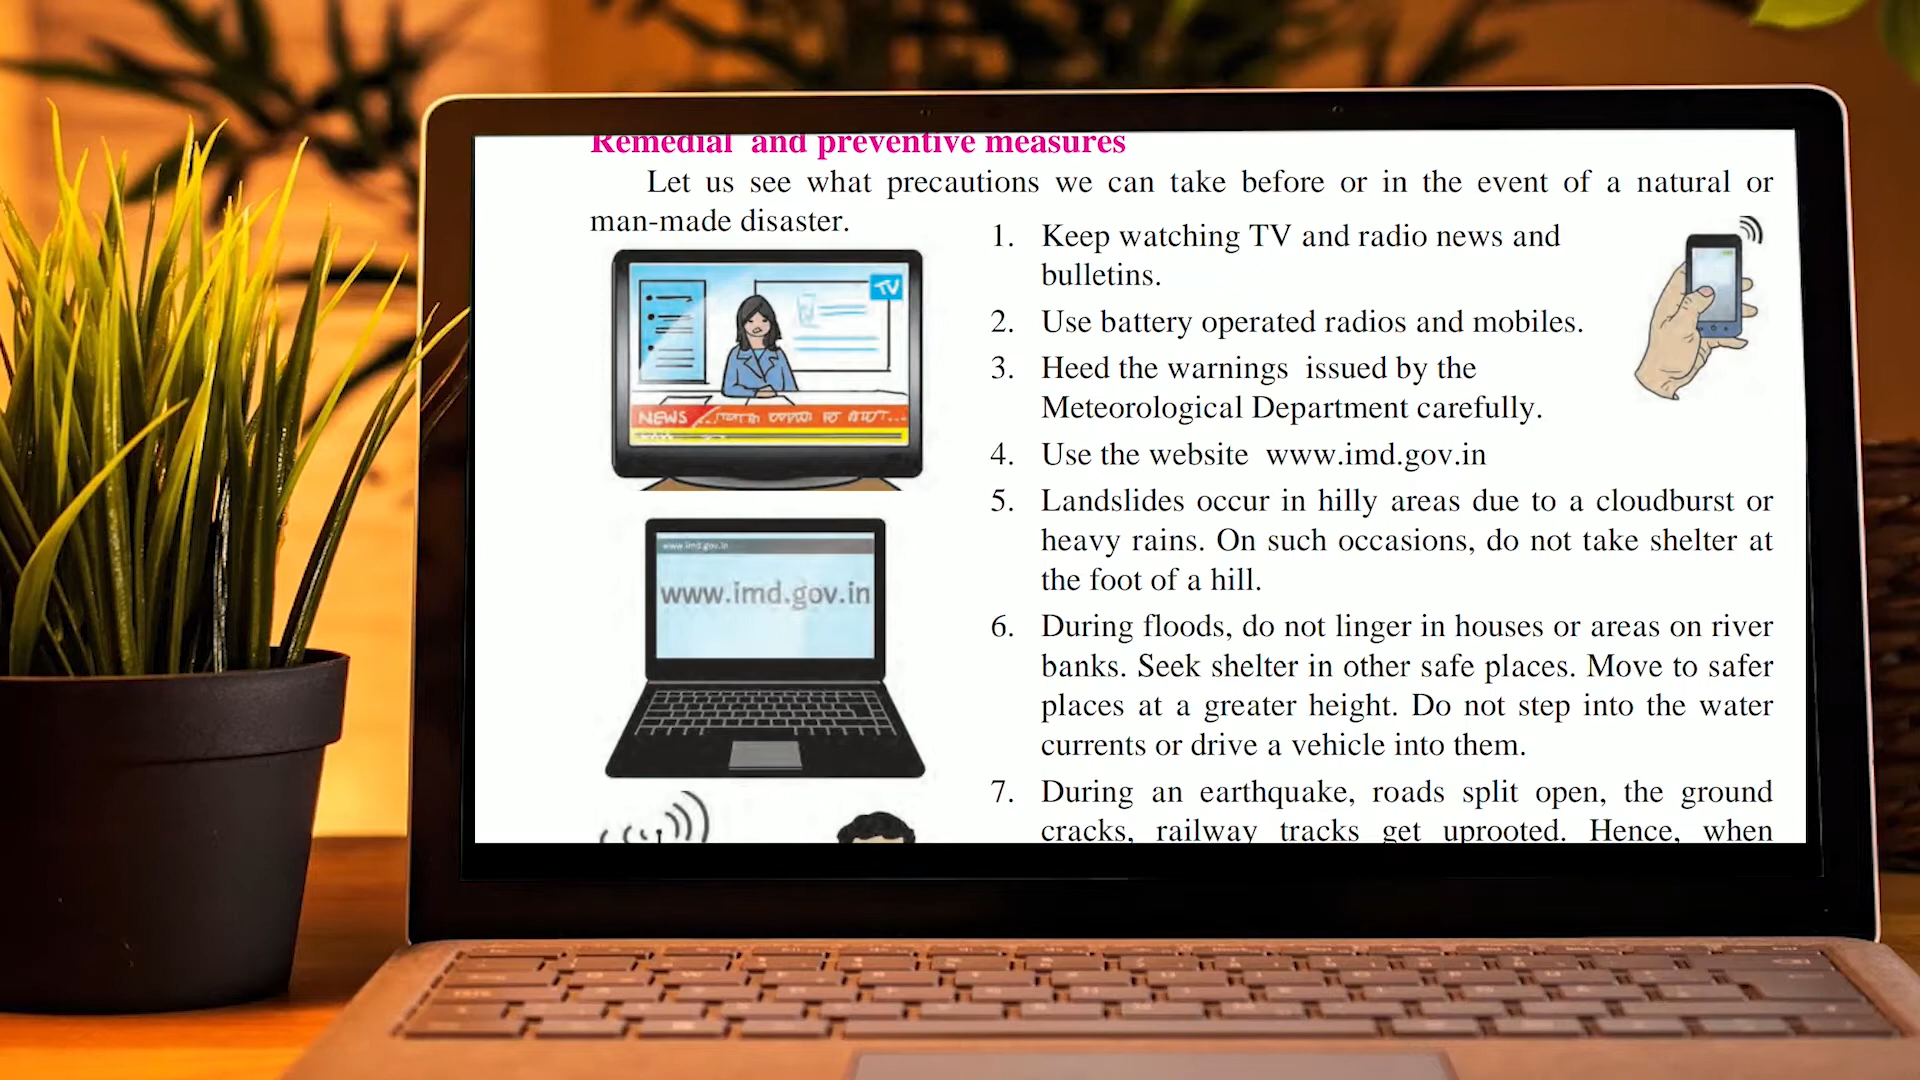 Remedial and preventive measures
Let us see what precautions we can take before or in the event of a natural or
man-made disaster.
1. Keep watching TV and radio news and
bulletins.
2. Use battery operated radios and mobiles.
3. Heed the warnings issued by the
Meteorological Department carefully.
4. Use the website www.imd.gov.in
5. Landslides occur in hilly areas due to a cloudburst or
heavy rains. On such occasions, do not take shelter at
the foot of a hill.
6. During floods, do not linger in houses or areas on river
banks. Seek shelter in other safe places. Move to safer
places at a greater height. Do not step into the water
currents or drive a vehicle into them.
7. During an earthquake, roads split open, the ground
cracks, railway tracks get uprooted. Hence, when
TV
NEWS
www.imd.gov.in
www.imd.gov.in